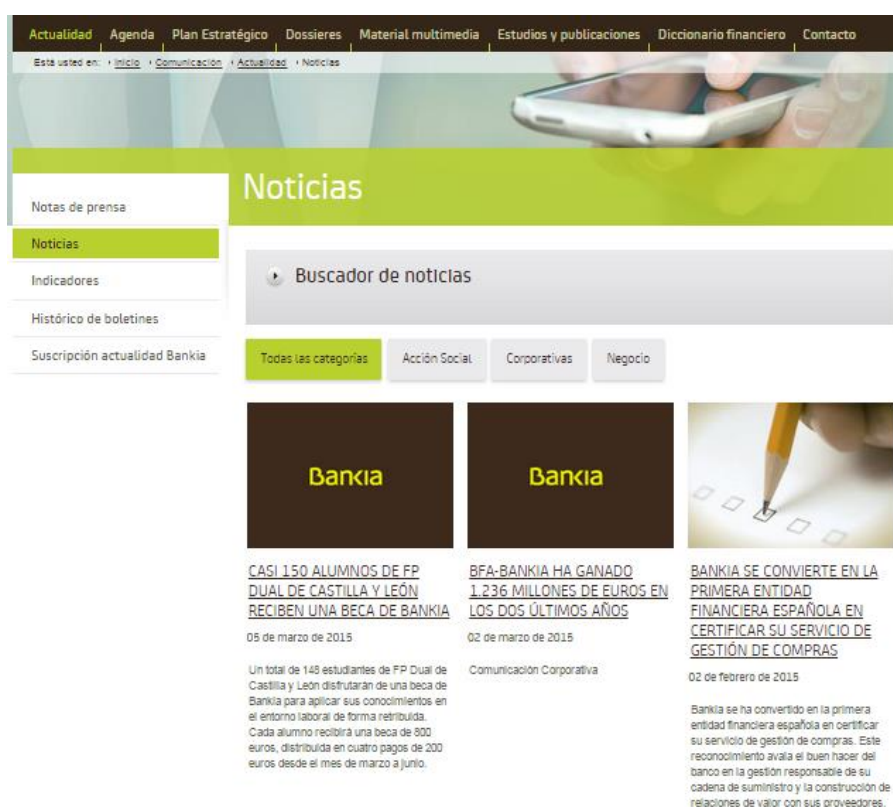 Actualidad Agenda Plan Estratégico Dossieres Material multimedia Estudios y publicaciones Diccionario financiero Contacto
Está usted en: Inicio Comunicación Actualidad Noticias
Noticias
Notas de prensa
Noticias
Indicadores
Histórico de boletines
Suscripción actualidad Bankia
Buscador de noticias
Todas las categorías Acción Social Corporativas Negocio
Bankia
CASI 150 ALUMNOS DE FP
DUAL DE CASTILLA Y LEÓN
RECIBEN UNA BECA DE BANKIA
05 de marzo de 2015
Un total de 148 estudiantes de FP Dual de
Castilla y León disfrutarán de una beca de
Bankia para aplicar sus conocimientos en
el entorno laboral de forma retribuida.
Cada alumno recibirá una beca de 800
euros, distribuida en cuatro pagos de 200
euros desde el mes de marzo a junio.
Bankia
BFA-BANKIA HA GANADO
1.236 MILLONES DE EUROS EN
LOS DOS ÚLTIMOS AÑOS
02 de marzo de 2015
Comunicación Corporativa
BANKIA SE CONVIERTE EN LA
PRIMERA ENTIDAD
FINANCIERA ESPAÑOLA EN
CERTIFICAR SU SERVICIO DE
GESTIÓN DE COMPRAS
02 de febrero de 2015
Bankia se ha convertido en la primera
entidad financiera española en certificar
su servicio de gestión de compras. Este
reconocimiento avala el buen hacer del
banco en la gestión responsable de su
cadena de suministro y la construcción de
relaciones de valor con sus proveedores.